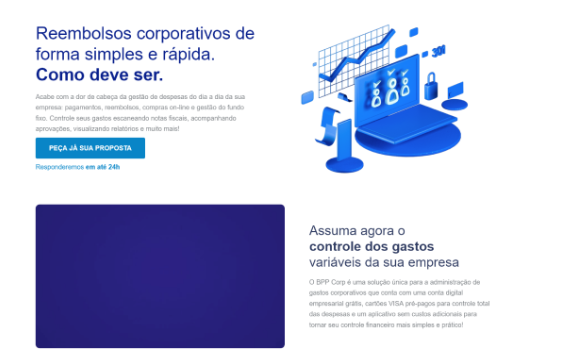 Reembolsos corporativos de
forma simples e rápida.
Como deve ser.
Acabe com a dor de cabeça da gestão de despesas do dia a dia da sua
empresa: pagamentos, reembolsos, compras on-line e gestão do fundo
fixo. Controle seus gastos escaneando notas fiscais, acompanhando
aprovações, visualizando relatórios e muito mais!
PEÇA JÁ SUA PROPOSTA
Responderemos em até 24h
Assuma agora o
controle dos gastos
variáveis da sua empresa
O BPP Corp é uma solução única para a administração de
gastos corporativos que conta com uma conta digital
empresarial grátis, cartões VISA pré-pagos para controle total
das despesas e um aplicativo sem custos adicionais para
tornar seu controle financeiro mais simples e prático!